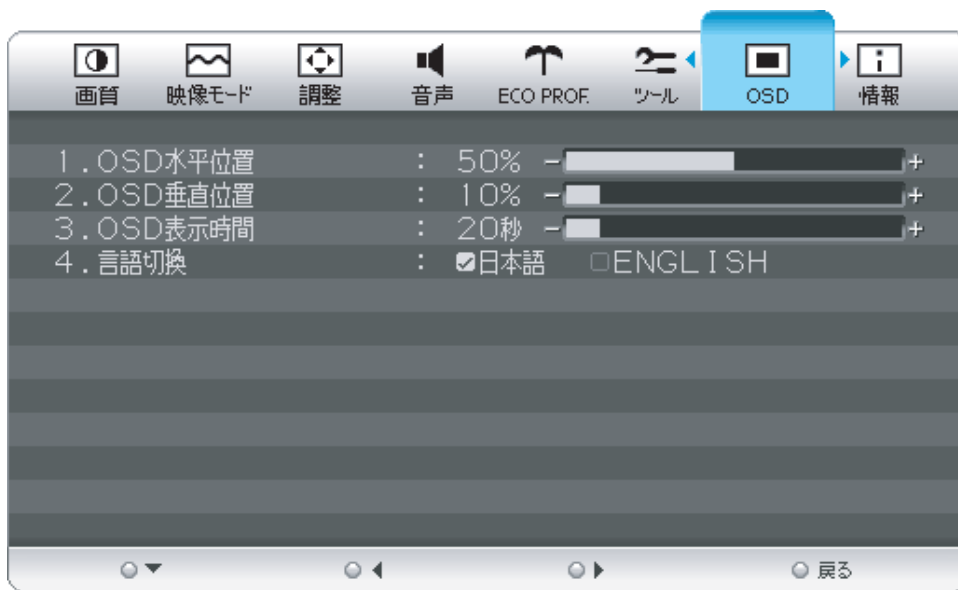 画質 映像モード 調整 音声 ECO PROF. ツール OSD 情報
1.OSD水平位置 : 50% - +
2.OSD垂直位置 : 10% - +
3.OSD表示時間 : 20秒 - +
4.言語切換 : 日本語 ENGLISH
戻る